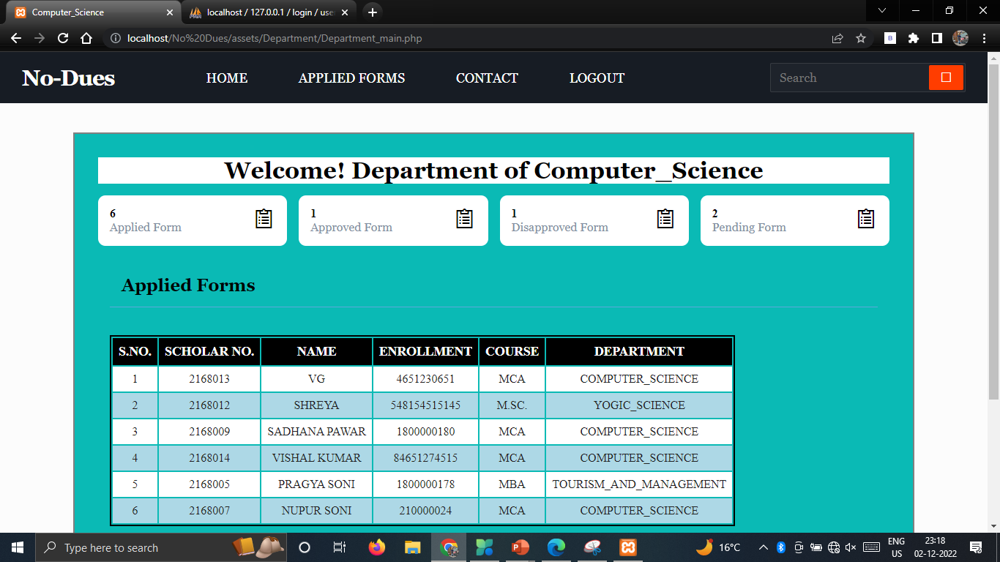 Computer_Science
localhost / 127.0.0.1 / login / use
localhost/No%20Dues/assets/Department/Department_main.php
No-Dues HOME APPLIED FORMS CONTACT LOGOUT Search
Welcome! Department of Computer_Science
6 1 1 2
Applied Form Approved Form Disapproved Form Pending Form
Applied Forms
S.NO. SCHOLAR NO. NAME ENROLLMENT COURSE DEPARTMENT
1 2168013 VG 4651230651 MCA COMPUTER_SCIENCE
2 2168012 SHREYA 548154515145 M.SC. YOGIC_SCIENCE
3 2168009 SADHANA PAWAR 1800000180 MCA COMPUTER_SCIENCE
4 2168014 VISHAL KUMAR 84651274515 MCA COMPUTER_SCIENCE
5 2168005 PRAGYA SONI 1800000178 MBA TOURISM_AND_MANAGEMENT
6 2168007 NUPUR SONI 210000024 MCA COMPUTER_SCIENCE
Type here to search
16°C
ENG
US
23:18
02-12-2022